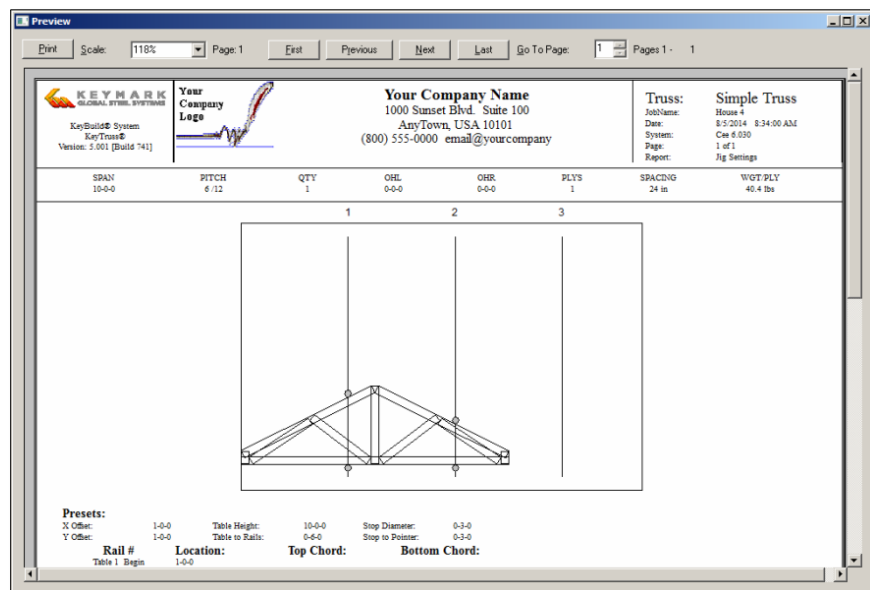 Preview
Print Scale: 118% Page: 1 First Previous Next Last Go To Page: 1 Pages 1 - 1
KEYMARK
GLOBAL STEEL SYSTEMS
KeyBuild® System
KeyTruss®
Version: 5.001 [Build 741]
Your
Company
Logo
Your Company Name
1000 Sunset Blvd. Suite 100
AnyTown, USA 10101
(800) 555-0000 email@yourcompany
Truss: Simple Truss
JobName: House 4
Date: 8/5/2014 8:34:00 AM
System: Cee 6.030
Page: 1 of 1
Report: Jig Settings
SPAN PITCH QTY OHL OHR PLYS SPACING WGT/PLY
10-0-0 6 /12 1 0-0-0 0-0-0 1 24 in 40.4 lbs
1 2 3
Presets:
X Offset: 1-0-0 Table Height: 10-0-0 Stop Diameter: 0-3-0
Y Offset: 1-0-0 Table to Rails: 0-6-0 Stop to Pointer: 0-3-0
Rail # Location: Top Chord: Bottom Chord:
Table 1 Begin 1-0-0